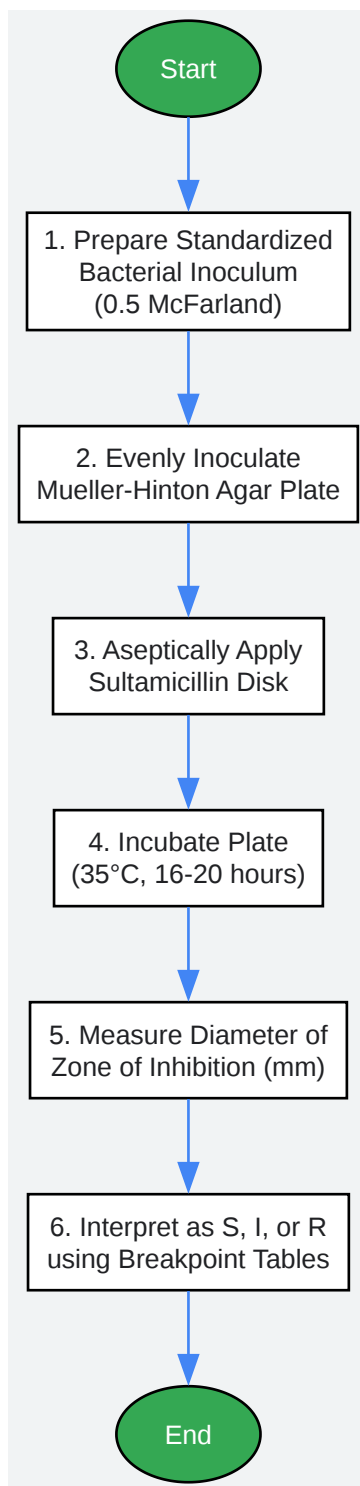 Start
1. Prepare Standardized
Bacterial Inoculum
(0.5 McFarland)
2. Evenly Inoculate
Mueller-Hinton Agar Plate
3. Aseptically Apply
Sultamicillin Disk
4. Incubate Plate
(35°C, 16-20 hours)
5. Measure Diameter of
Zone of Inhibition (mm)
6. Interpret as S, I, or R
using Breakpoint Tables
End